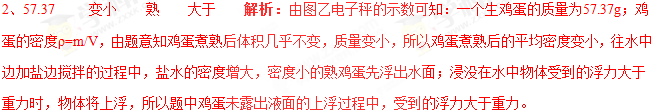 2、57.37 变小 熟 大于 解析：由图乙电子秤的示数可知：一个生鸡蛋的质量为57.37g；鸡
蛋的密度ρ=m/V，由题意知鸡蛋煮熟后体积几乎不变，质量变小，所以鸡蛋煮熟后的平均密度变小，往水中
边加盐边搅拌的过程中，盐水的密度增大，密度小的熟鸡蛋先浮出水面；浸没在水中物体受到的浮力大于
重力时，物体将上浮，所以题中鸡蛋未露出液面的上浮过程中，受到的浮力大于重力。